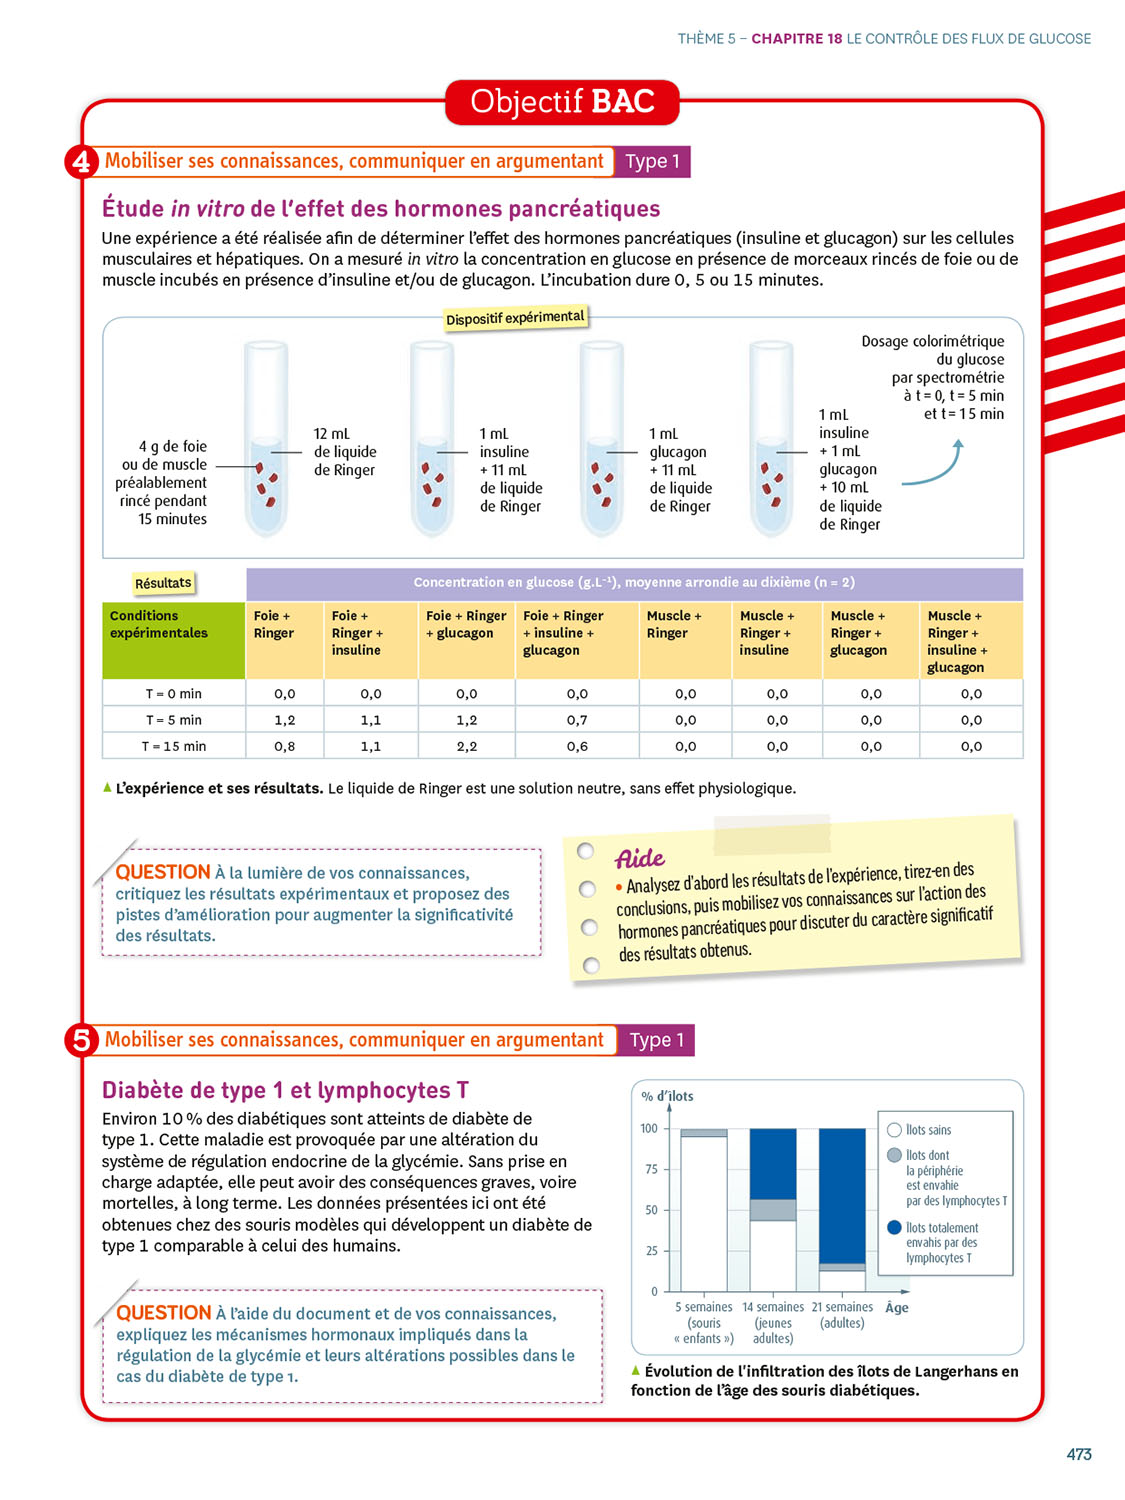 THÈME 5 – CHAPITRE 18 LE CONTRÔLE DES FLUX DE GLUCOSE
Objectif BAC
4 Mobiliser ses connaissances, communiquer en argumentant Type 1
Étude in vitro de l'effet des hormones pancréatiques
Une expérience a été réalisée afin de déterminer l'effet des hormones pancréatiques (insuline et glucagon) sur les cellules
musculaires et hépatiques. On a mesuré in vitro la concentration en glucose en présence de morceaux rincés de foie ou de
muscle incubés en présence d'insuline et/ou de glucagon. L'incubation dure 0, 5 ou 15 minutes.
Dispositif expérimental
4 g de foie
ou de muscle
préalablement
rincé pendant
15 minutes
12 mL
de liquide
de Ringer
1 mL
insuline
+ 11 mL
de liquide
de Ringer
1 mL
glucagon
+ 11 mL
de liquide
de Ringer
1 mL
insuline
+ 1 mL
glucagon
+ 10 mL
de liquide
de Ringer
Dosage colorimétrique
du glucose
par spectrométrie
à t = 0, t = 5 min
et t = 15 min
Résultats
Concentration en glucose (g.L⁻¹), moyenne arrondie au dixième (n = 2)
Conditions
expérimentales
Foie +
Ringer
Foie +
Ringer +
insuline
Foie + Ringer
+ glucagon
Foie + Ringer
+ insuline +
glucagon
Muscle +
Ringer
Muscle +
Ringer +
insuline
Muscle +
Ringer +
glucagon
Muscle +
Ringer +
insuline +
glucagon
T = 0 min 0,0 0,0 0,0 0,0 0,0 0,0 0,0 0,0
T = 5 min 1,2 1,1 1,2 0,7 0,0 0,0 0,0 0,0
T = 15 min 0,8 1,1 2,2 0,6 0,0 0,0 0,0 0,0
L'expérience et ses résultats. Le liquide de Ringer est une solution neutre, sans effet physiologique.
QUESTION À la lumière de vos connaissances,
critiquez les résultats expérimentaux et proposez des
pistes d'amélioration pour augmenter la significativité
des résultats.
Aide
• Analysez d'abord les résultats de l'expérience, tirez-en des
conclusions, puis mobilisez vos connaissances sur l'action des
hormones pancréatiques pour discuter du caractère significatif
des résultats obtenus.
5 Mobiliser ses connaissances, communiquer en argumentant Type 1
Diabète de type 1 et lymphocytes T
Environ 10 % des diabétiques sont atteints de diabète de
type 1. Cette maladie est provoquée par une altération du
système de régulation endocrine de la glycémie. Sans prise en
charge adaptée, elle peut avoir des conséquences graves, voire
mortelles, à long terme. Les données présentées ici ont été
obtenues chez des souris modèles qui développent un diabète de
type 1 comparable à celui des humains.
QUESTION À l'aide du document et de vos connaissances,
expliquez les mécanismes hormonaux impliqués dans la
régulation de la glycémie et leurs altérations possibles dans le
cas du diabète de type 1.
% d'îlots
100
75
50
25
0
5 semaines
(souris
« enfants »)
14 semaines
(jeunes
adultes)
21 semaines
(adultes)
Âge
Îlots sains
Îlots dont
la périphérie
est envahie
par des lymphocytes T
Îlots totalement
envahis par des
lymphocytes T
Évolution de l'infiltration des îlots de Langerhans en
fonction de l'âge des souris diabétiques.
473